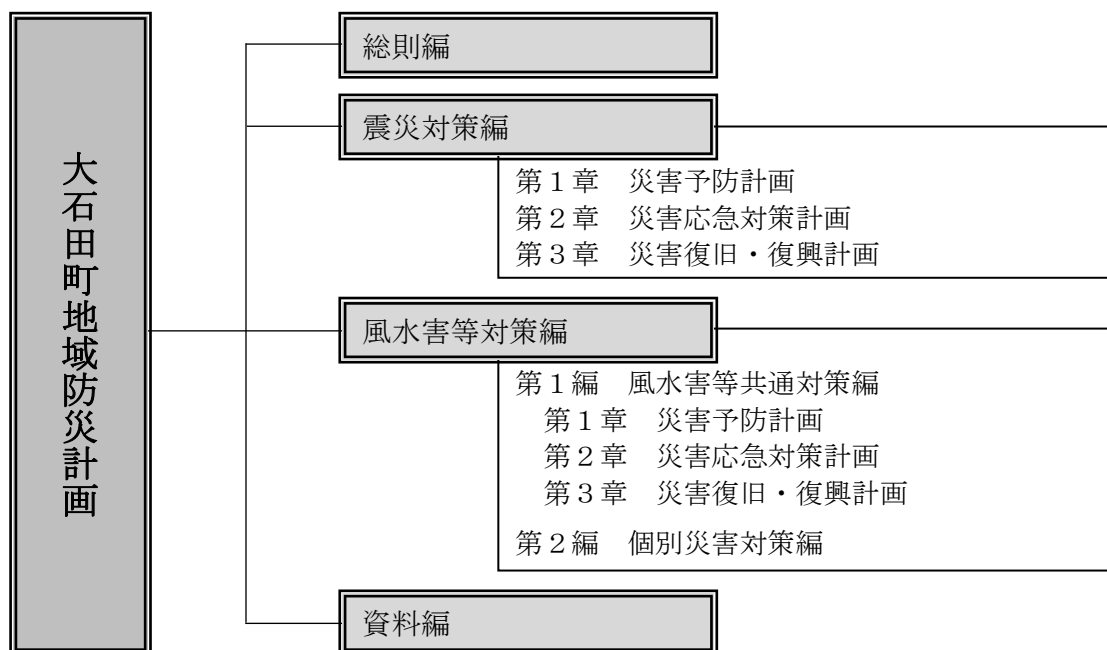 大石田町地域防災計画
総則編
震災対策編
第１章　災害予防計画
第２章　災害応急対策計画
第３章　災害復旧・復興計画
風水害等対策編
第１編　風水害等共通対策編
第１章　災害予防計画
第２章　災害応急対策計画
第３章　災害復旧・復興計画
第２編　個別災害対策編
資料編